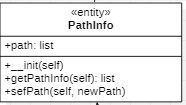 «entity»
PathInfo
+path: list
+__init(self)
+getPathInfo(self): list
+sefPath(self, newPath)